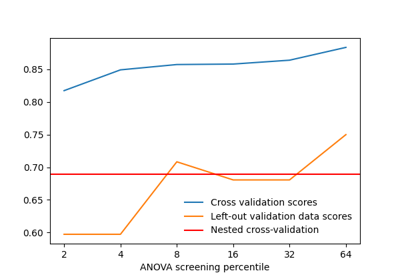 0.85
0.80
0.75
0.70
0.65
0.60
Cross validation scores
Left-out validation data scores
Nested cross-validation
2 4 8 16 32 64
ANOVA screening percentile